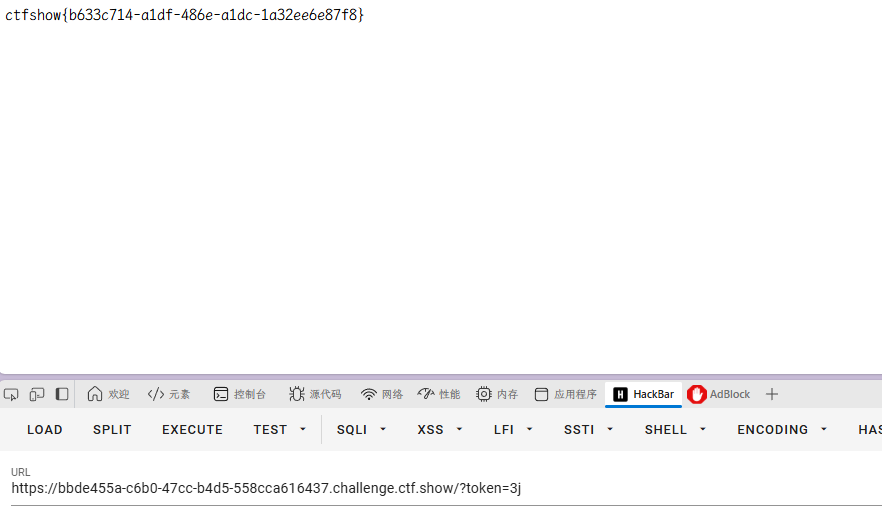 ctfshow{b633c714-a1df-486e-a1dc-1a32ee6e87f8}
欢迎 </> 元素 控制台 源代码 网络 性能 内存 应用程序 H HackBar AdBlock +
LOAD SPLIT EXECUTE TEST SQLI XSS LFI SSTI SHELL ENCODING HAS
URL
https://bbde455a-c6b0-47cc-b4d5-558cca616437.challenge.ctf.show/?token=3j